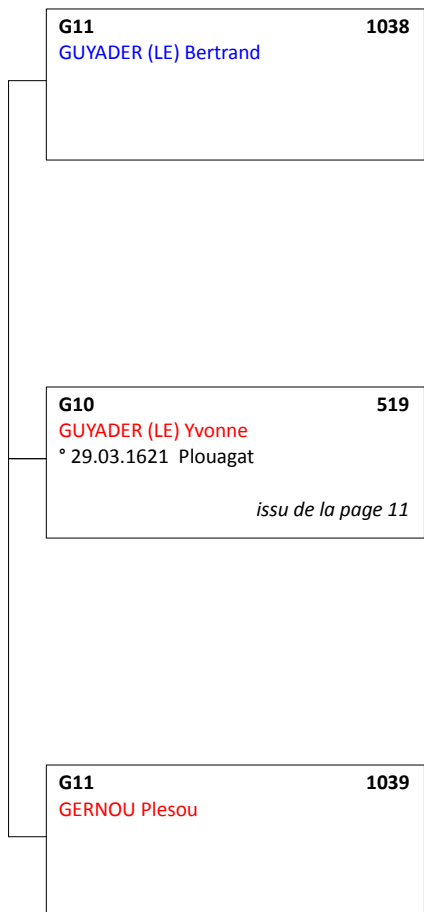 G11 1038
GUYADER (LE) Bertrand
G10 519
GUYADER (LE) Yvonne
° 29.03.1621 Plouagat
issu de la page 11
G11 1039
GERNOU Plesou